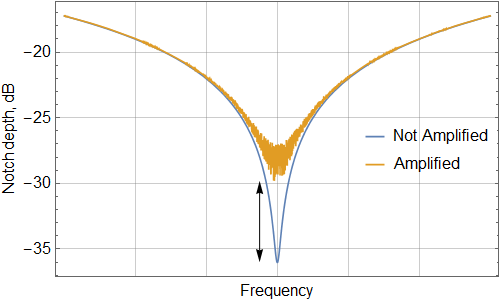 Notch depth, dB
−20
−25
−30
−35
Not Amplified
Amplified
Frequency